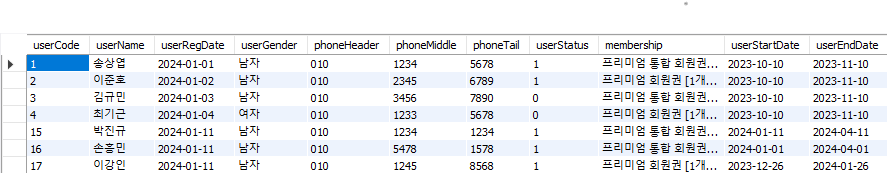 userCode userName userRegDate userGender phoneHeader phoneMiddle phoneTail userStatus membership userStartDate userEndDate
1 송상엽 2024-01-01 남자 010 1234 5678 1 프리미엄 통합 회원권... 2023-10-10 2023-11-10
2 이준호 2024-01-02 남자 010 2345 6789 1 프리미엄 회원권 [1개... 2023-10-10 2023-11-10
3 김규민 2024-01-03 남자 010 3456 7890 0 프리미엄 통합 회원권... 2023-10-10 2023-11-10
4 최기근 2024-01-04 여자 010 1233 5678 0 프리미엄 회원권 [1개... 2023-10-10 2023-11-10
15 박진규 2024-01-11 남자 010 1234 1234 1 프리미엄 통합 회원권... 2024-01-11 2024-04-11
16 손흥민 2024-01-11 남자 010 5478 1578 1 프리미엄 통합 회원권... 2024-01-01 2024-04-01
17 이강인 2024-01-11 남자 010 1245 8568 1 프리미엄 회원권 [1개... 2023-12-26 2024-01-26